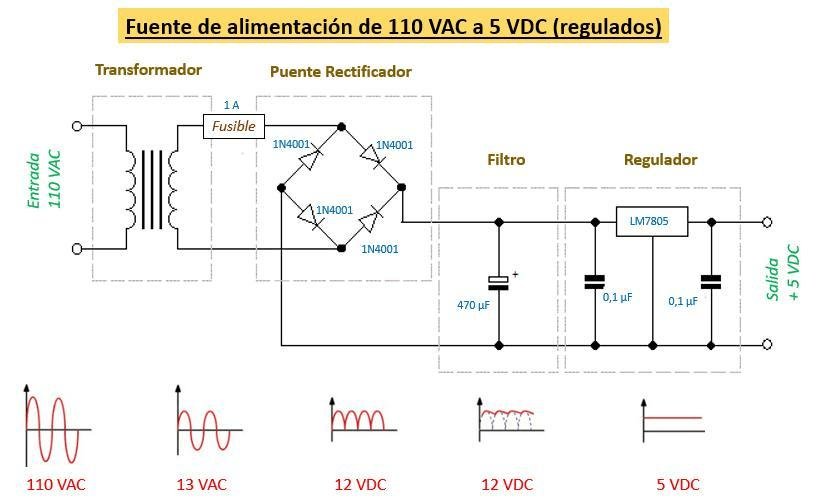 Fuente de alimentación de 110 VAC a 5 VDC (regulados)
Transformador
Puente Rectificador
1 A
Fusible
1N4001
1N4001
Filtro
Regulador
Entrada
110 VAC
1N4001
LM7805
1N4001
Salida
+ 5 VDC
+
470 µF
0,1 µF
0,1 µF
110 VAC
13 VAC
12 VDC
12 VDC
5 VDC